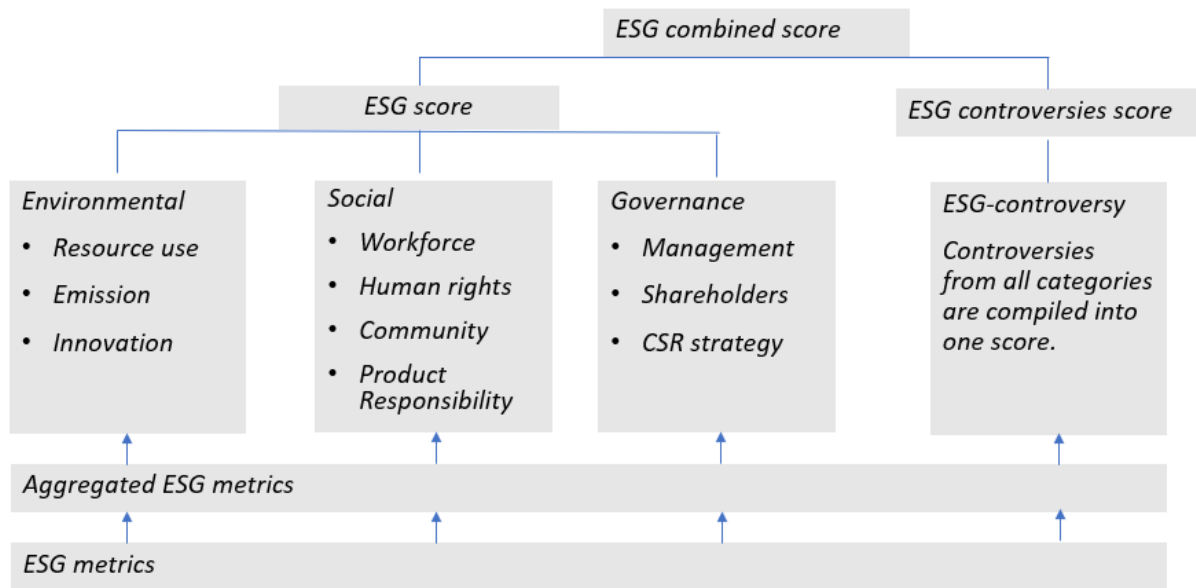 ESG combined score
ESG score
ESG controversies score
Environmental
• Resource use
• Emission
• Innovation
Social
• Workforce
• Human rights
• Community
• Product
Responsibility
Governance
• Management
• Shareholders
• CSR strategy
ESG-controversy
Controversies
from all categories
are compiled into
one score.
Aggregated ESG metrics
ESG metrics